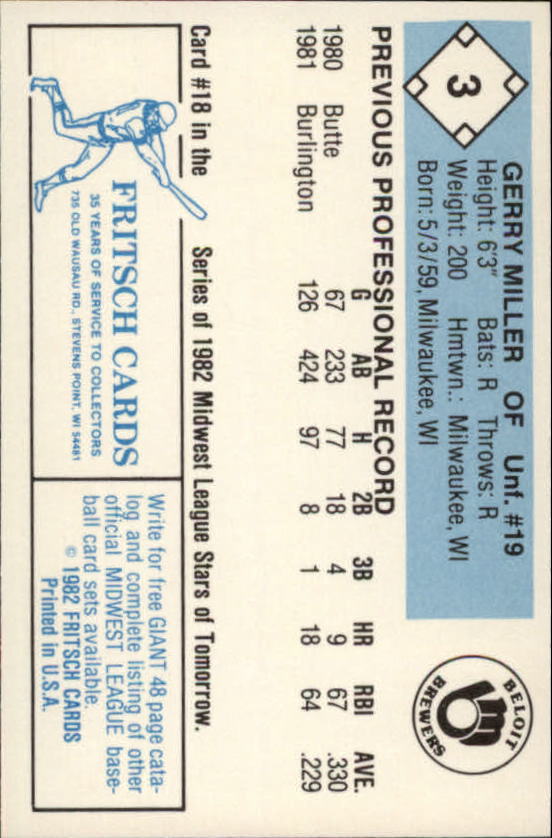 3
GERRY MILLER OF Unf. #19
Height: 6'3" Bats: R Throws: R
Weight: 200 Hmtwn.: Milwaukee, WI
Born: 5/3/59, Milwaukee, WI
BELOIT
BREWERS
PREVIOUS PROFESSIONAL RECORD
G AB H 2B 3B HR RBI AVE.
1980 Butte 67 233 77 18 4 9 67 .330
1981 Burlington 126 424 97 8 1 18 64 .229
Card #18 in the Series of 1982 Midwest League Stars of Tomorrow.
FRITSCH CARDS
35 YEARS OF SERVICE TO COLLECTORS
735 OLD WAUSAU RD., STEVENS POINT, WI 54481
Write for free GIANT 48 page cata-
log and complete listing of other
official MIDWEST LEAGUE base-
ball card sets available.
© 1982 FRITSCH CARDS
Printed in U.S.A.